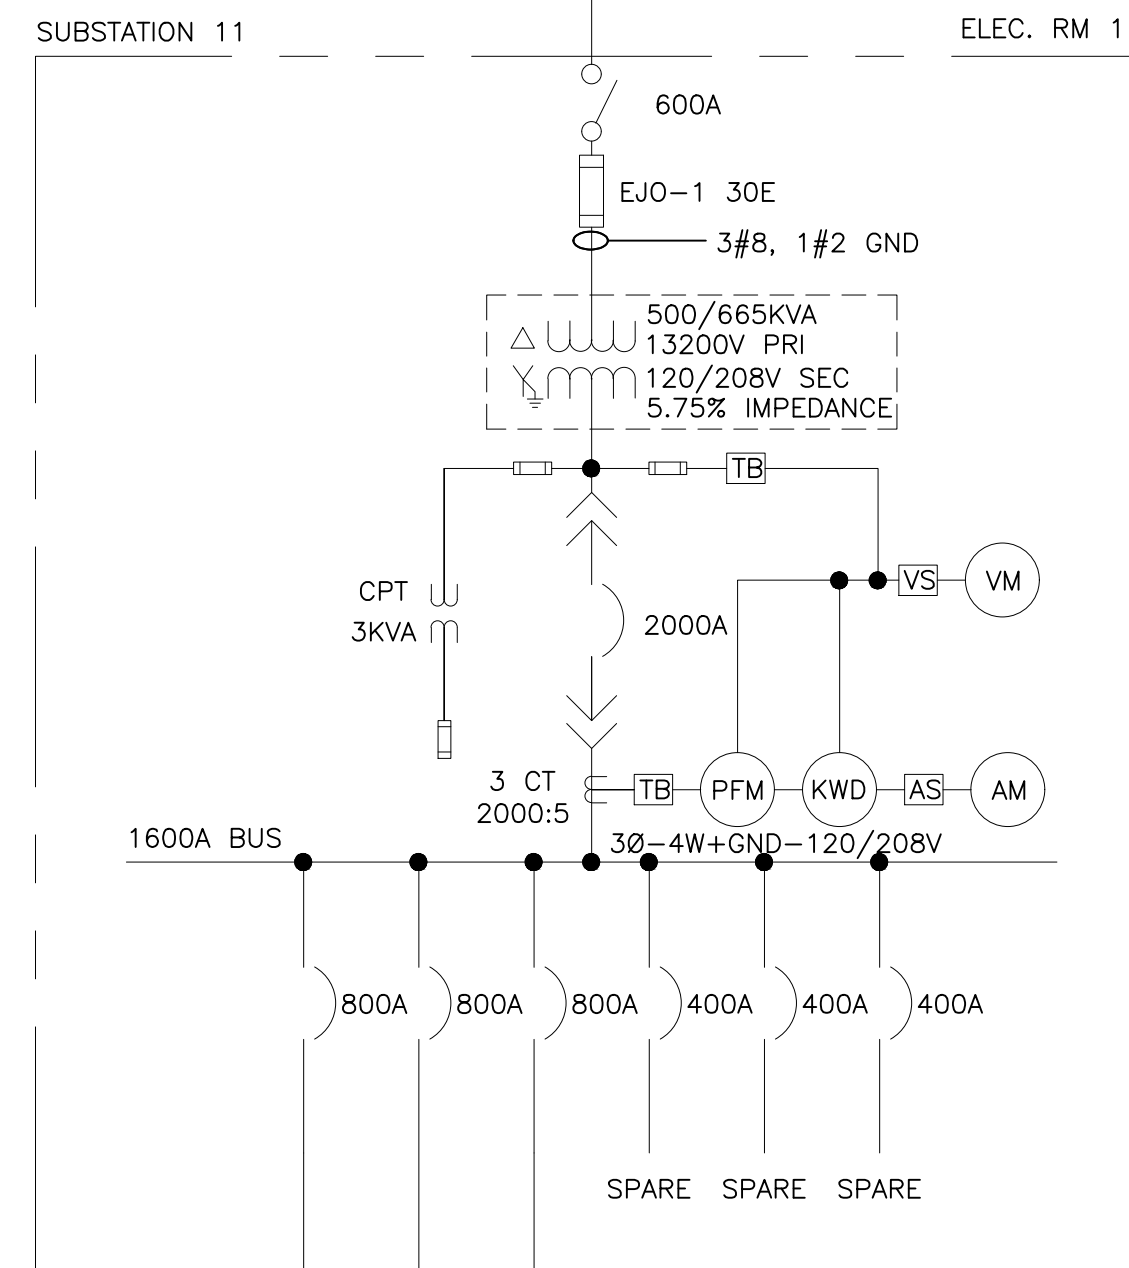 SUBSTATION 11
ELEC. RM 1
600A
EJO-1 30E
3#8, 1#2 GND
500/665KVA
13200V PRI
120/208V SEC
5.75% IMPEDANCE
TB
CPT
3KVA
2000A
VS
VM
3 CT
2000:5
TB
PFM
KWD
AS
AM
1600A BUS
3Ø-4W+GND-120/208V
800A
800A
800A
400A
400A
400A
SPARE
SPARE
SPARE